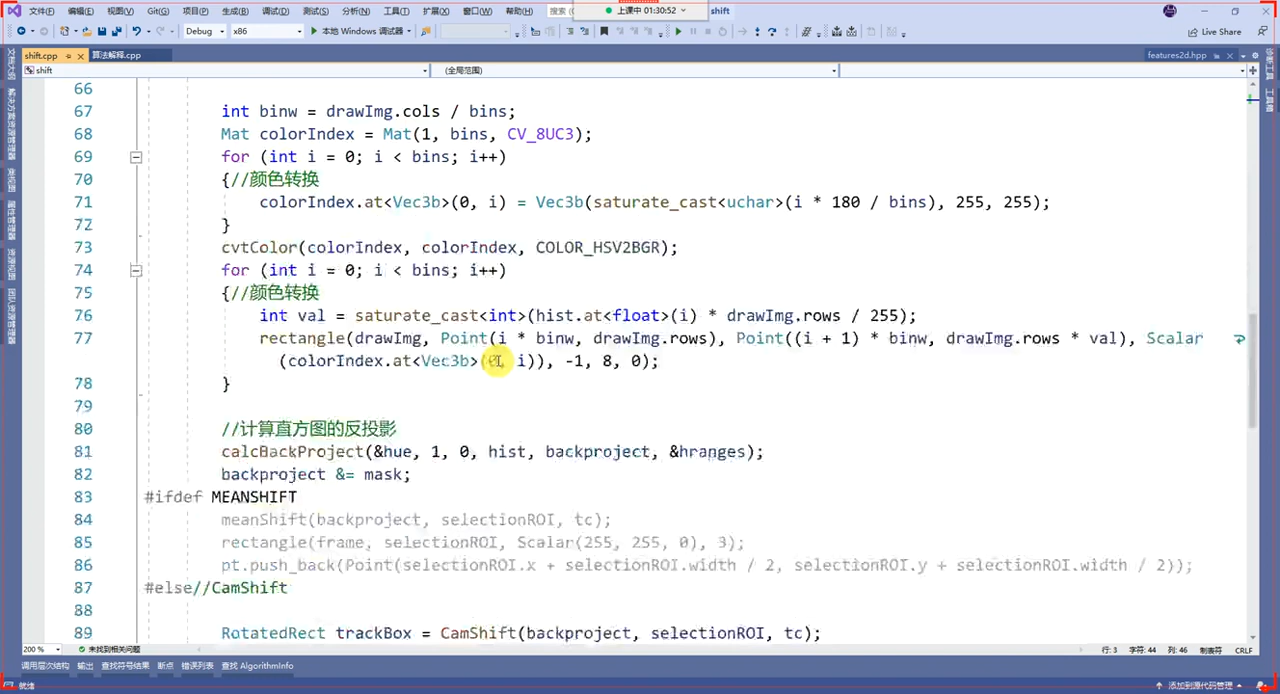 文件(F) 编辑(E) 视图(V) Git(G) 项目(P) 生成(B) 调试(D) 测试(S) 分析(N) 工具(T) 扩展(X) 窗口(W) 帮助(H) 搜索 上课中 01:30:52 shift
Debug x86 本地 Windows 调试器 Live Share
shift.cpp 算法解释.cpp features2d.hpp
shift (全局范围)
66
67 int binw = drawImg.cols / bins;
68 Mat colorIndex = Mat(1, bins, CV_8UC3);
69 for (int i = 0; i < bins; i++)
70 {//颜色转换
71 colorIndex.at<Vec3b>(0, i) = Vec3b(saturate_cast<uchar>(i * 180 / bins), 255, 255);
72 }
73 cvtColor(colorIndex, colorIndex, COLOR_HSV2BGR);
74 for (int i = 0; i < bins; i++)
75 {//颜色转换
76 int val = saturate_cast<int>(hist.at<float>(i) * drawImg.rows / 255);
77 rectangle(drawImg, Point(i * binw, drawImg.rows), Point((i + 1) * binw, drawImg.rows * val), Scalar
(colorIndex.at<Vec3b>(0, i)), -1, 8, 0);
78 }
79
80 //计算直方图的反投影
81 calcBackProject(&hue, 1, 0, hist, backproject, &hranges);
82 backproject &= mask;
83 #ifdef MEANSHIFT
84 meanShift(backproject, selectionROI, tc);
85 rectangle(frame, selectionROI, Scalar(255, 255, 0), 3);
86 pt.push_back(Point(selectionROI.x + selectionROI.width / 2, selectionROI.y + selectionROI.width / 2));
87 #else//CamShift
88
89 RotatedRect trackBox = CamShift(backproject, selectionROI, tc);
200 % 未找到相关问题 行: 3 字符: 44 列: 46 制表符 CRLF
调用层次结构 输出 查找符号结果 断点 错误列表 查找 AlgorithmInfo
就绪 添加到源代码管理